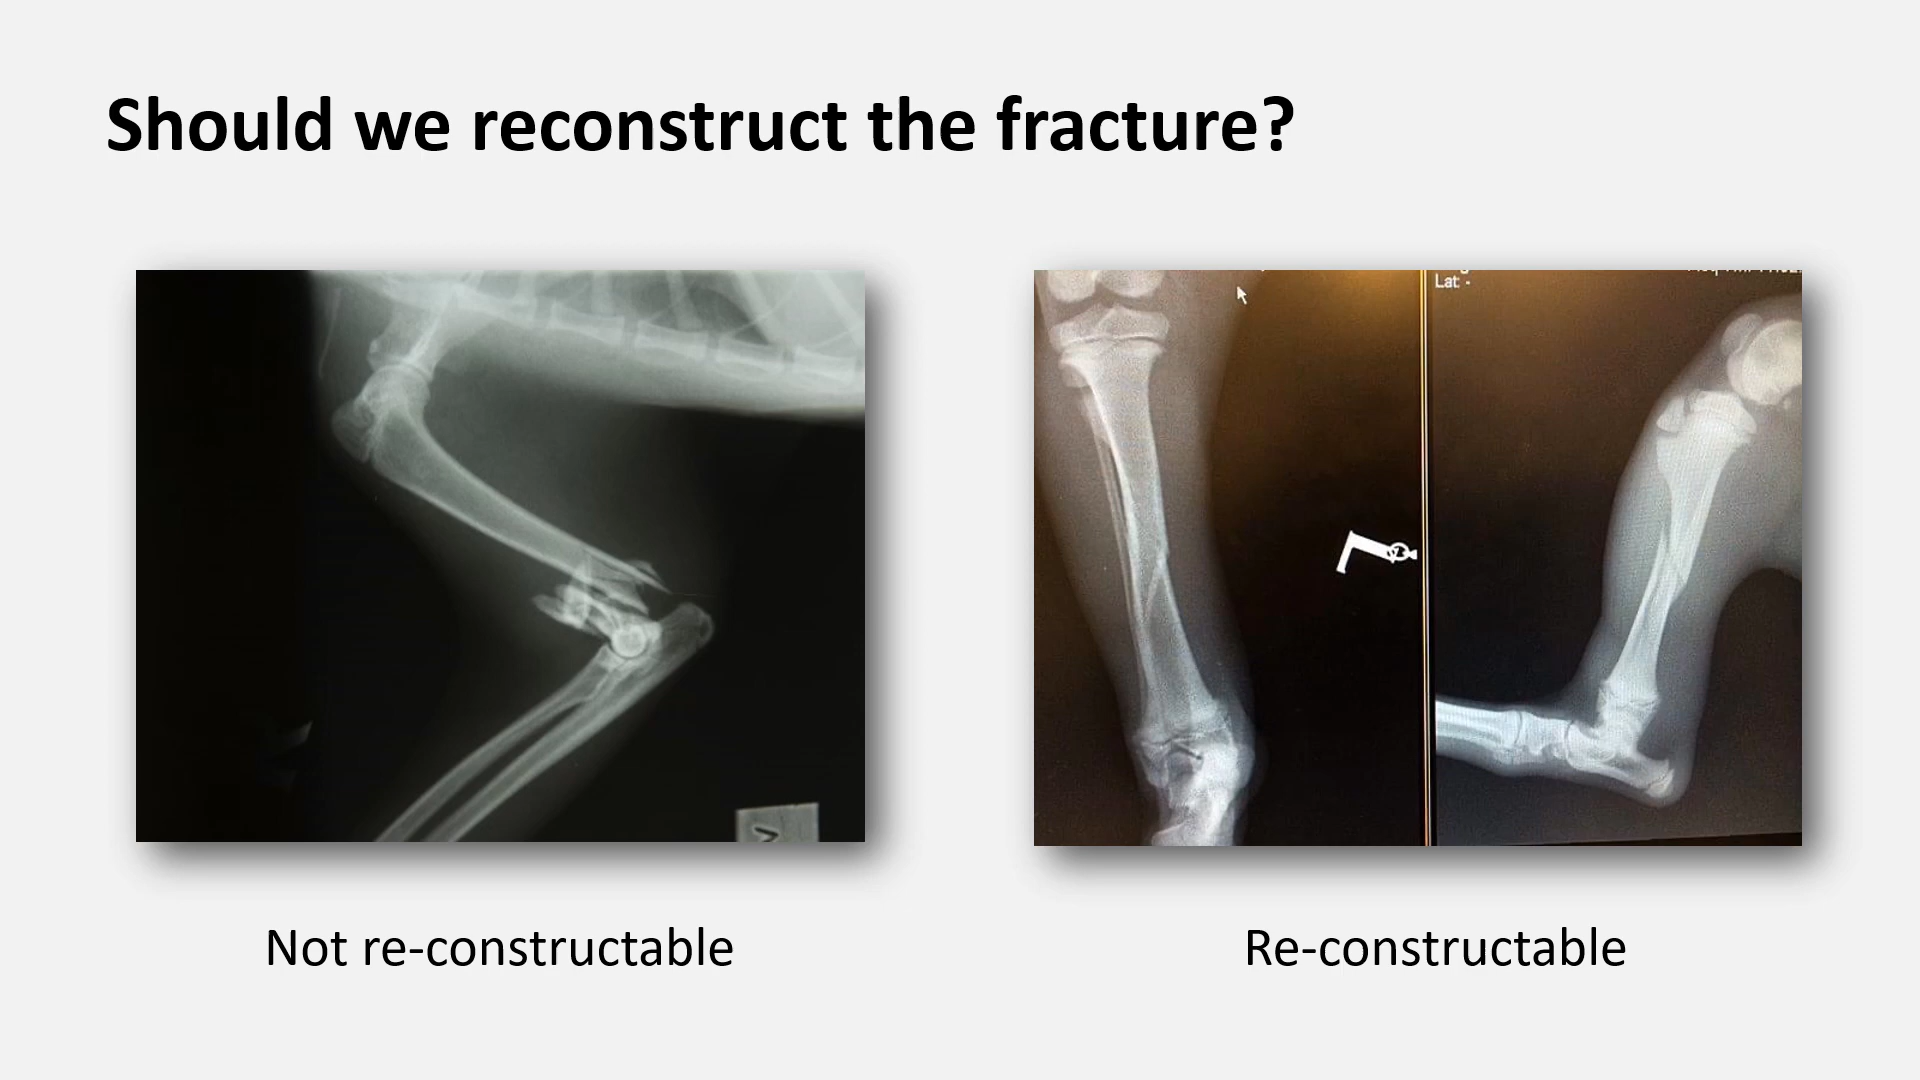 Should we reconstruct the fracture?
Lat: -
Not re-constructable
Re-constructable